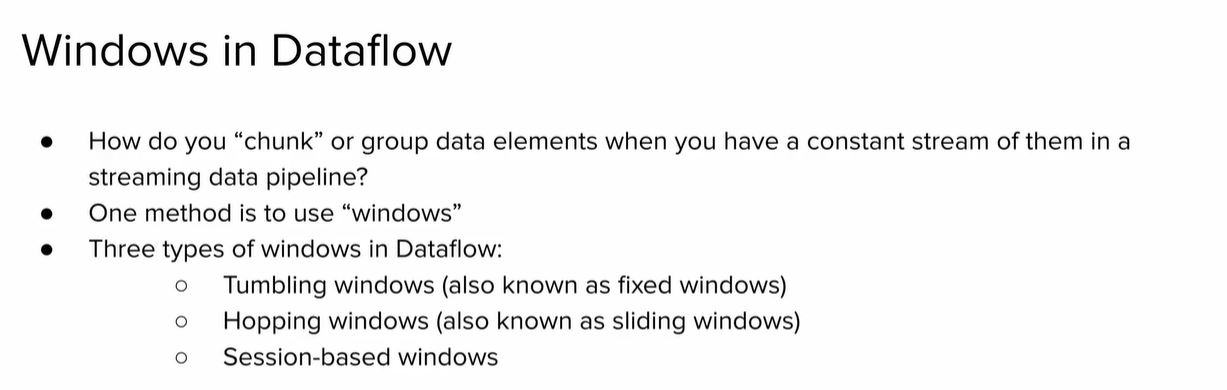 Windows in Dataflow
● How do you “chunk” or group data elements when you have a constant stream of them in a
streaming data pipeline?
● One method is to use “windows”
● Three types of windows in Dataflow:
○ Tumbling windows (also known as fixed windows)
○ Hopping windows (also known as sliding windows)
○ Session-based windows